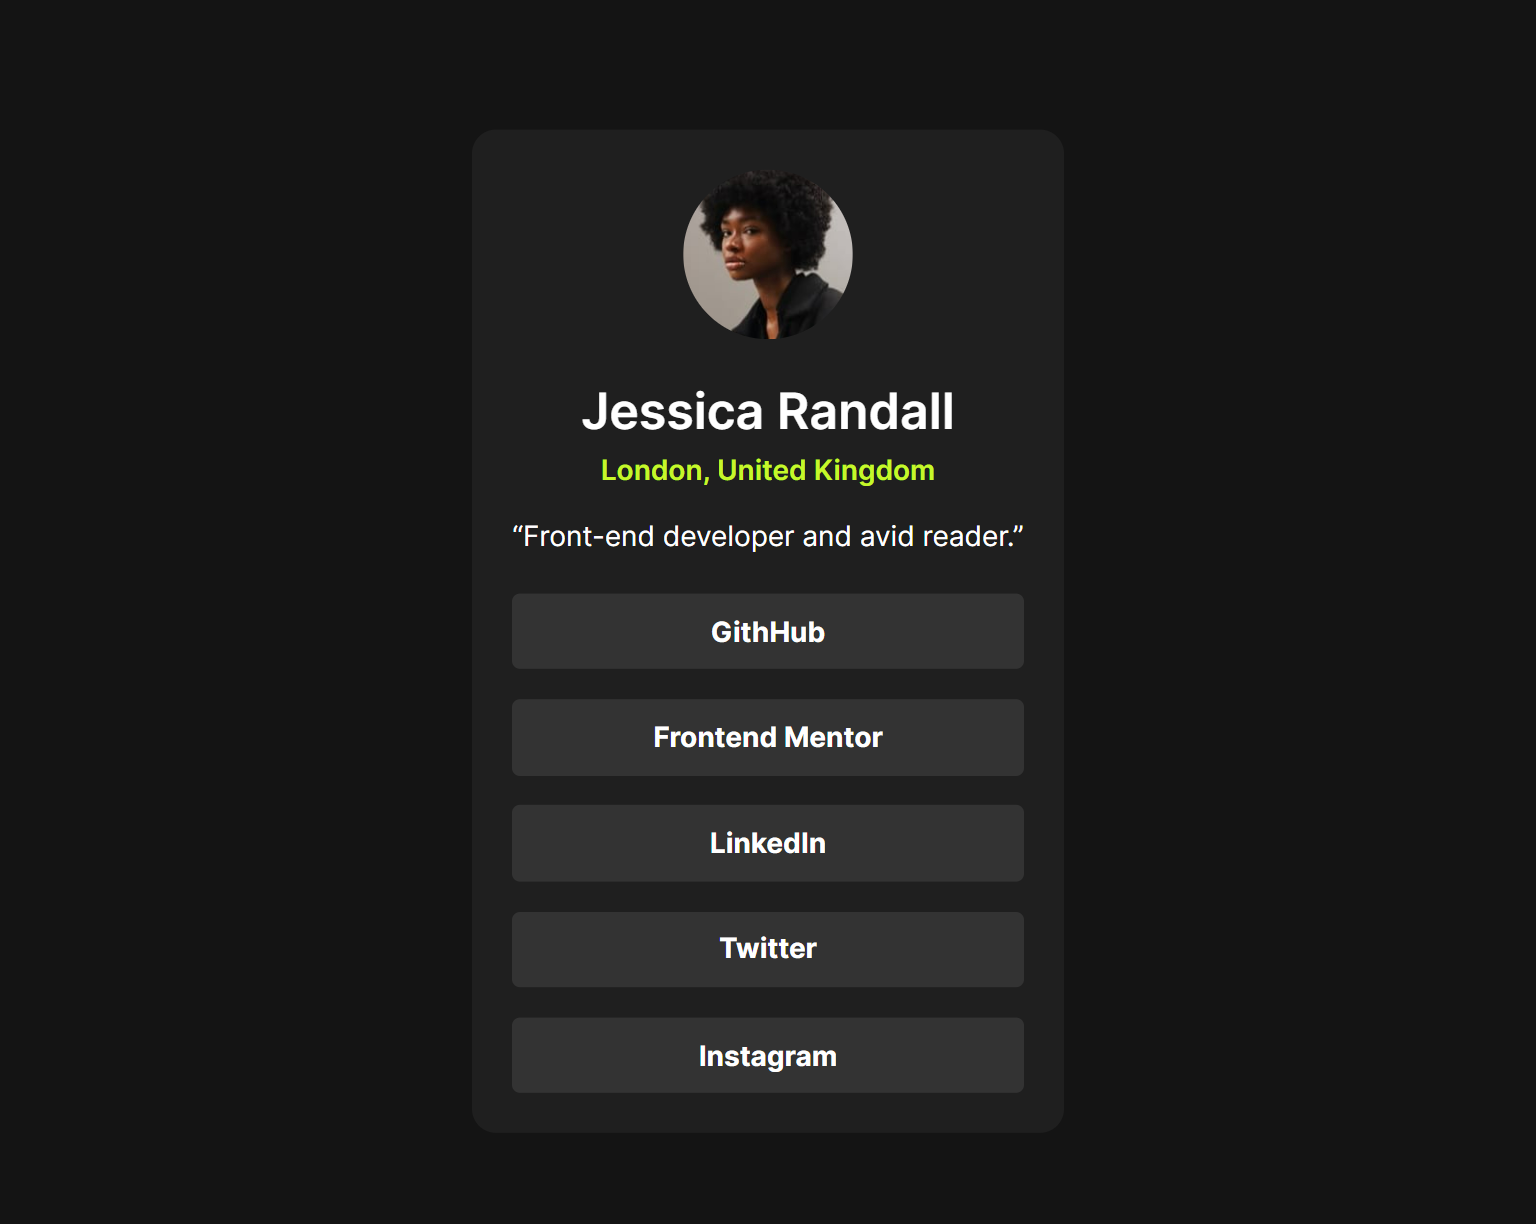 Jessica Randall
London, United Kingdom
“Front-end developer and avid reader.”
GithHub
Frontend Mentor
LinkedIn
Twitter
Instagram